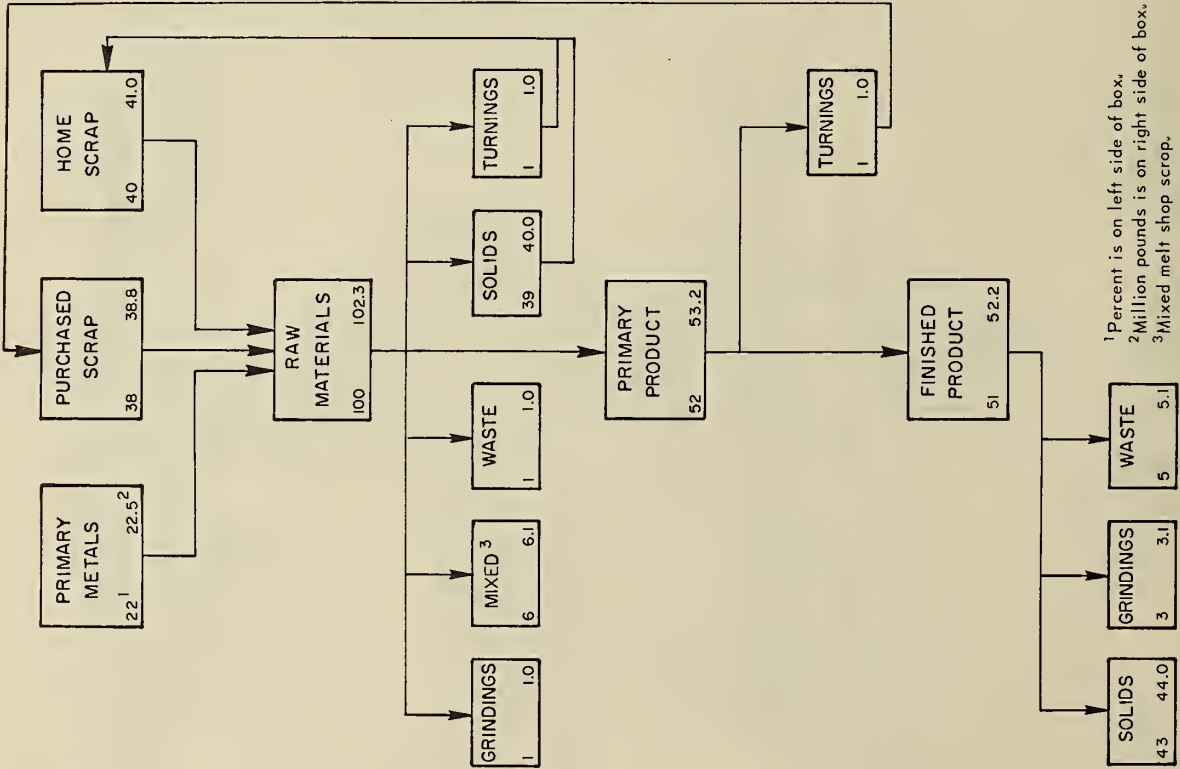 PRIMARY
METALS
22¹ 22.5²
PURCHASED
SCRAP
38 38.8
HOME
SCRAP
40 41.0
RAW
MATERIALS
100 102.3
GRINDINGS
1 1.0
MIXED³
6 6.1
WASTE
1 1.0
SOLIDS
39 40.0
TURNINGS
1 1.0
PRIMARY
PRODUCT
52 53.2
TURNINGS
1 1.0
FINISHED
PRODUCT
51 52.2
SOLIDS
43 44.0
GRINDINGS
3 3.1
WASTE
5 5.1
¹Percent is on left side of box.
²Million pounds is on right side of box.
³Mixed melt shop scrop.